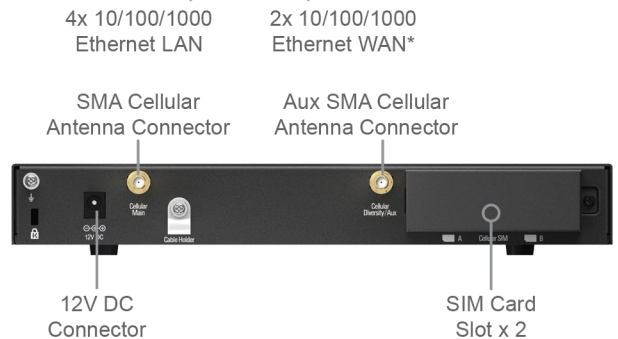 4x 10/100/1000
Ethernet LAN
2x 10/100/1000
Ethernet WAN*
SMA Cellular
Antenna Connector
Aux SMA Cellular
Antenna Connector
Cellular
Main
Cellular
Diversity/Aux
12V DC
Cable Holder
A
Cellular SIM
B
12V DC
Connector
SIM Card
Slot x 2